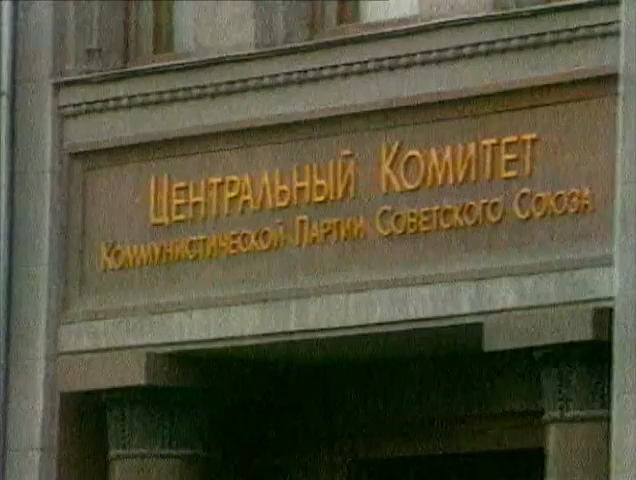 Центральный Комитет
Коммунистической Партии Советского Союза